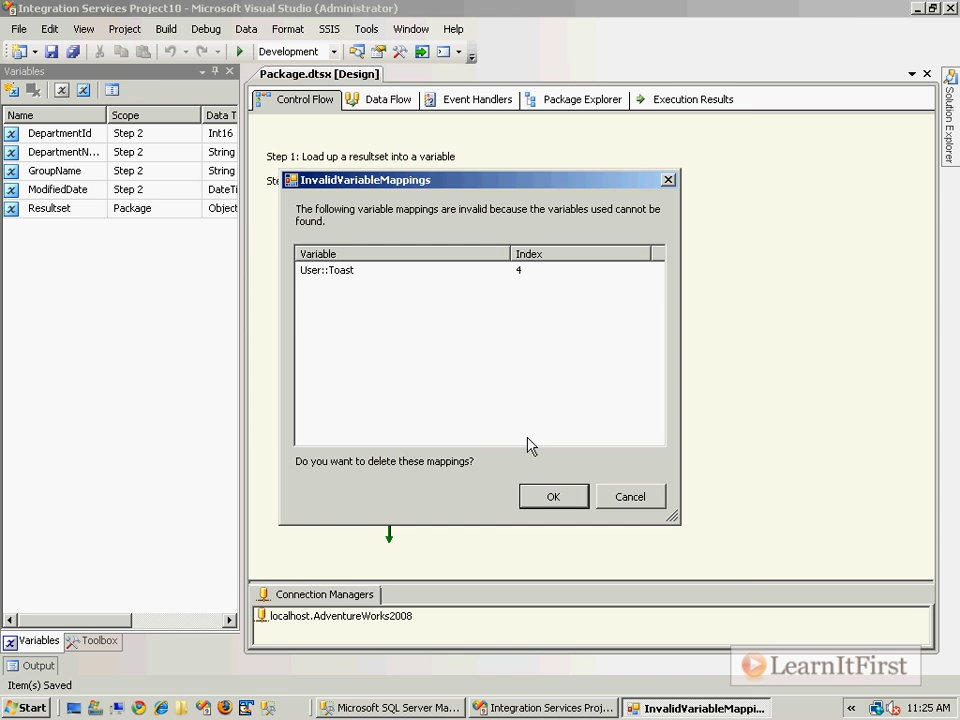 Integration Services Project10 - Microsoft Visual Studio (Administrator)
File Edit View Project Build Debug Data Format SSIS Tools Window Help
Development
Variables
Package.dtsx [Design]
Control Flow Data Flow Event Handlers Package Explorer Execution Results
Solution Explorer
Name Scope Data T
DepartmentId Step 2 Int16
DepartmentN... Step 2 String
GroupName Step 2 String
ModifiedDate Step 2 DateTi
Resultset Package Object
Step 1: Load up a resultset into a variable
Ste
InvalidVariableMappings
The following variable mappings are invalid because the variables used cannot be
found.
Variable Index
User::Toast 4
Do you want to delete these mappings?
OK Cancel
Connection Managers
localhost.AdventureWorks2008
Variables Toolbox
Output
Item(s) Saved
LearnItFirst
Start Microsoft SQL Server Ma... Integration Services Proj... InvalidVariableMappi... « 11:25 AM